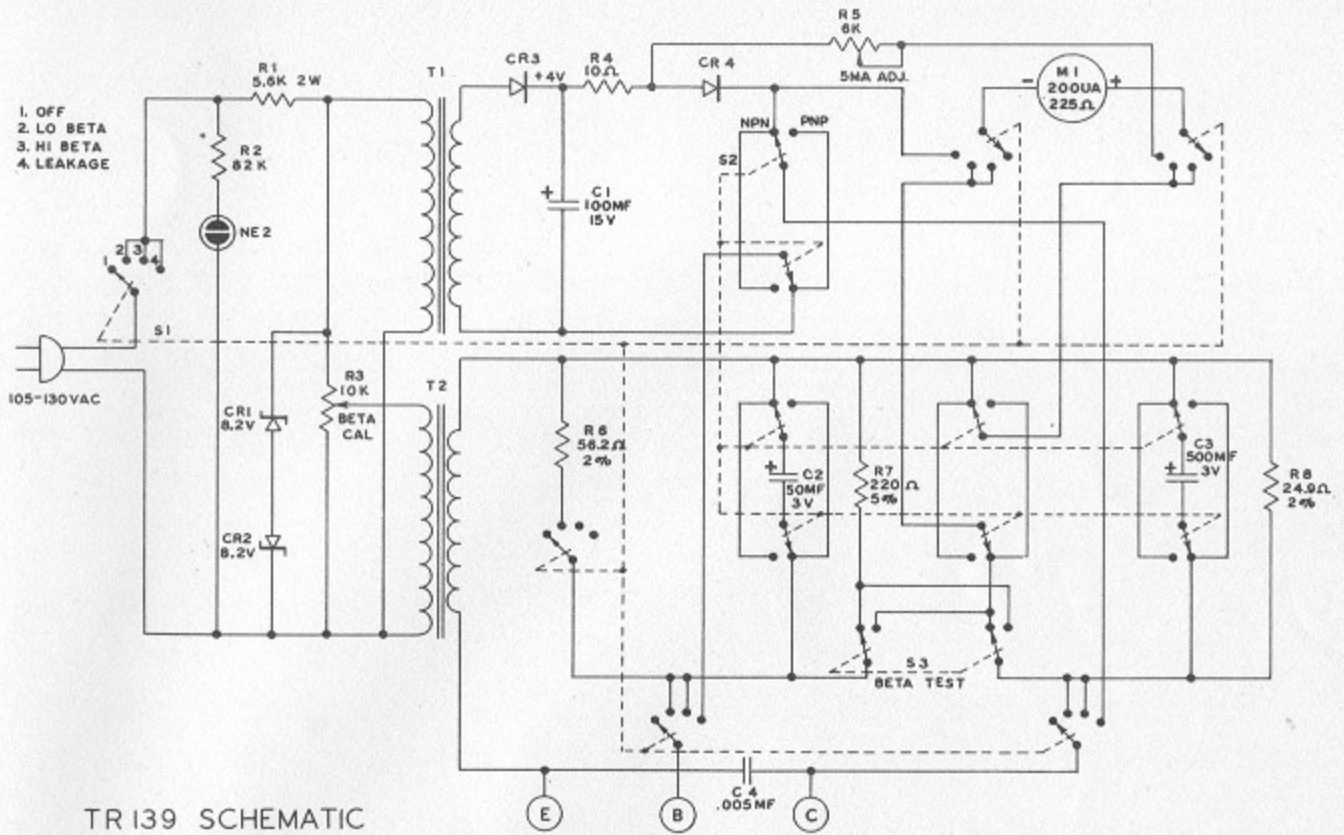 1. OFF
2. LO BETA
3. HI BETA
4. LEAKAGE
R1
5.6K 2W
R2
82K
NE2
1
2
3
4
S1
105-130VAC
CR1
8.2V
CR2
8.2V
R3
10K
BETA
CAL
T1
T2
CR3
+4V
R4
10Ω
CR4
R5
6K
5MA ADJ.
- M1 +
200UA
225Ω
+
C1
100MF
15V
NPN
PNP
S2
R6
56.2Ω
2%
+
C2
50MF
3V
R7
220Ω
5%
C3
500MF
3V
+
R8
24.9Ω
2%
S3
BETA TEST
C4
.005MF
E
B
C
TR 139 SCHEMATIC